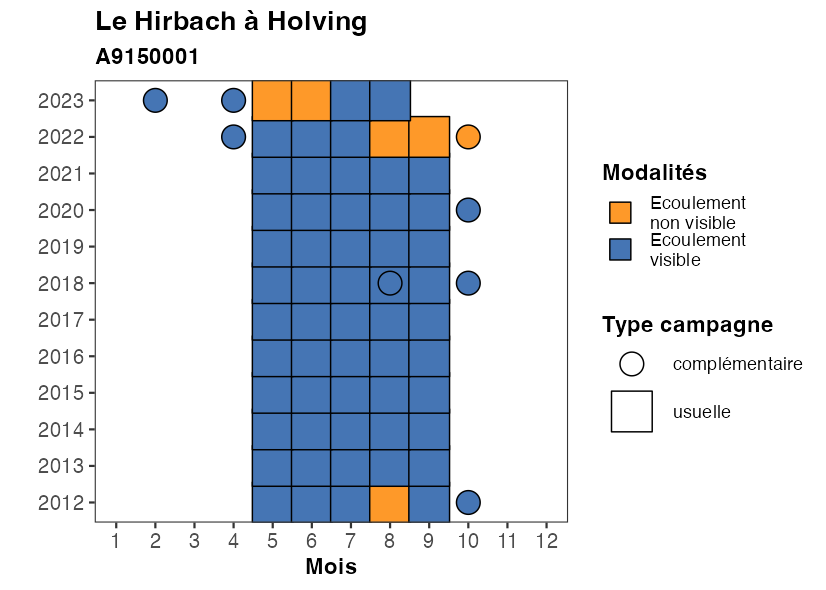 Le Hirbach à Holving
A9150001
2023
2022
2021
2020
2019
2018
2017
2016
2015
2014
2013
2012
1 2 3 4 5 6 7 8 9 10 11 12
Mois
Modalités
Ecoulement
non visible
Ecoulement
visible
Type campagne
complémentaire
usuelle